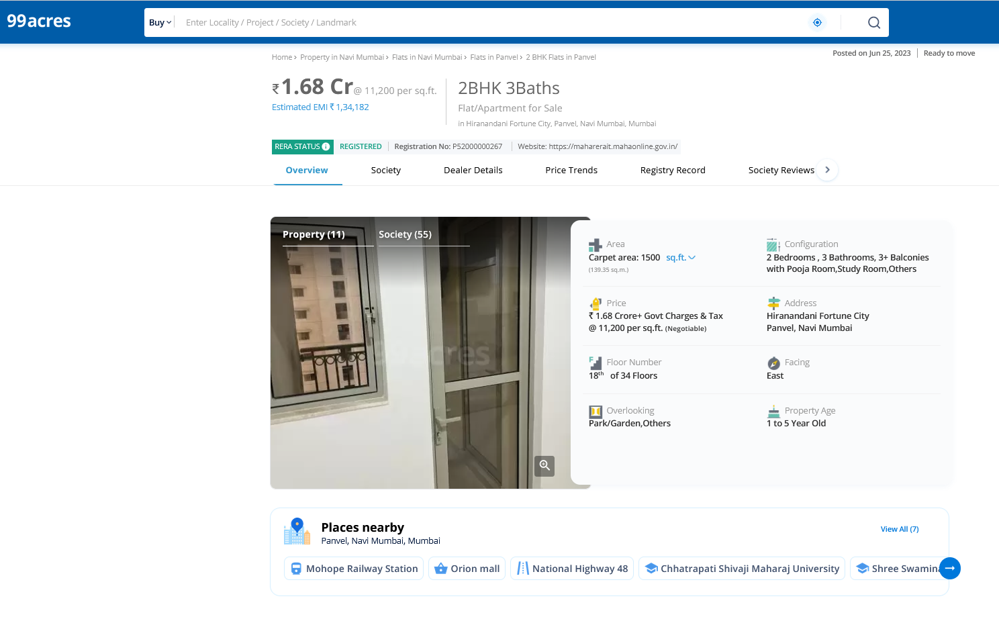 99acres
Buy
Enter Locality / Project / Society / Landmark
Home › Property in Navi Mumbai › Flats in Navi Mumbai › Flats in Panvel › 2 BHK Flats in Panvel
Posted on Jun 25, 2023 | Ready to move
₹ 1.68 Cr @ 11,200 per sq.ft.
Estimated EMI ₹ 1,34,182
2BHK 3Baths
Flat/Apartment for Sale
in Hiranandani Fortune City, Panvel, Navi Mumbai, Mumbai
RERA STATUS REGISTERED | Registration No: P52000000267 | Website: https://maharerait.mahaonline.gov.in/
Overview Society Dealer Details Price Trends Registry Record Society Reviews
Property (11) Society (55)
99acres
Area
Carpet area: 1500 sq.ft.
(139.35 sq.m.)
Configuration
2 Bedrooms , 3 Bathrooms, 3+ Balconies
with Pooja Room,Study Room,Others
Price
₹ 1.68 Crore+ Govt Charges & Tax
@ 11,200 per sq.ft. (Negotiable)
Address
Hiranandani Fortune City
Panvel, Navi Mumbai
Floor Number
18th of 34 Floors
Facing
East
Overlooking
Park/Garden,Others
Property Age
1 to 5 Year Old
Places nearby
Panvel, Navi Mumbai, Mumbai
View All (7)
Mohope Railway Station Orion mall National Highway 48 Chhatrapati Shivaji Maharaj University Shree Swamina